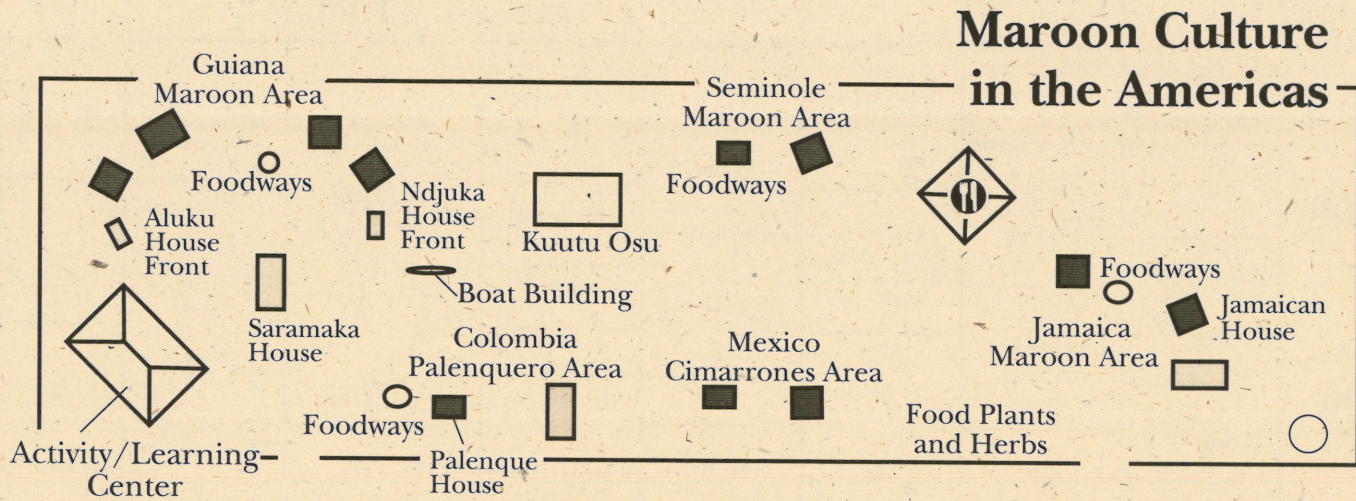 Maroon Culture
in the Americas
Guiana
Maroon Area
Foodways
Aluku
House
Front
Ndjuka
House
Front
Saramaka
House
Boat Building
Kuutu Osu
Seminole
Maroon Area
Foodways
Foodways
Jamaican
House
Jamaica
Maroon Area
Colombia
Palenquero Area
Foodways
Palenque
House
Mexico
Cimarrones Area
Food Plants
and Herbs
Activity/Learning
Center